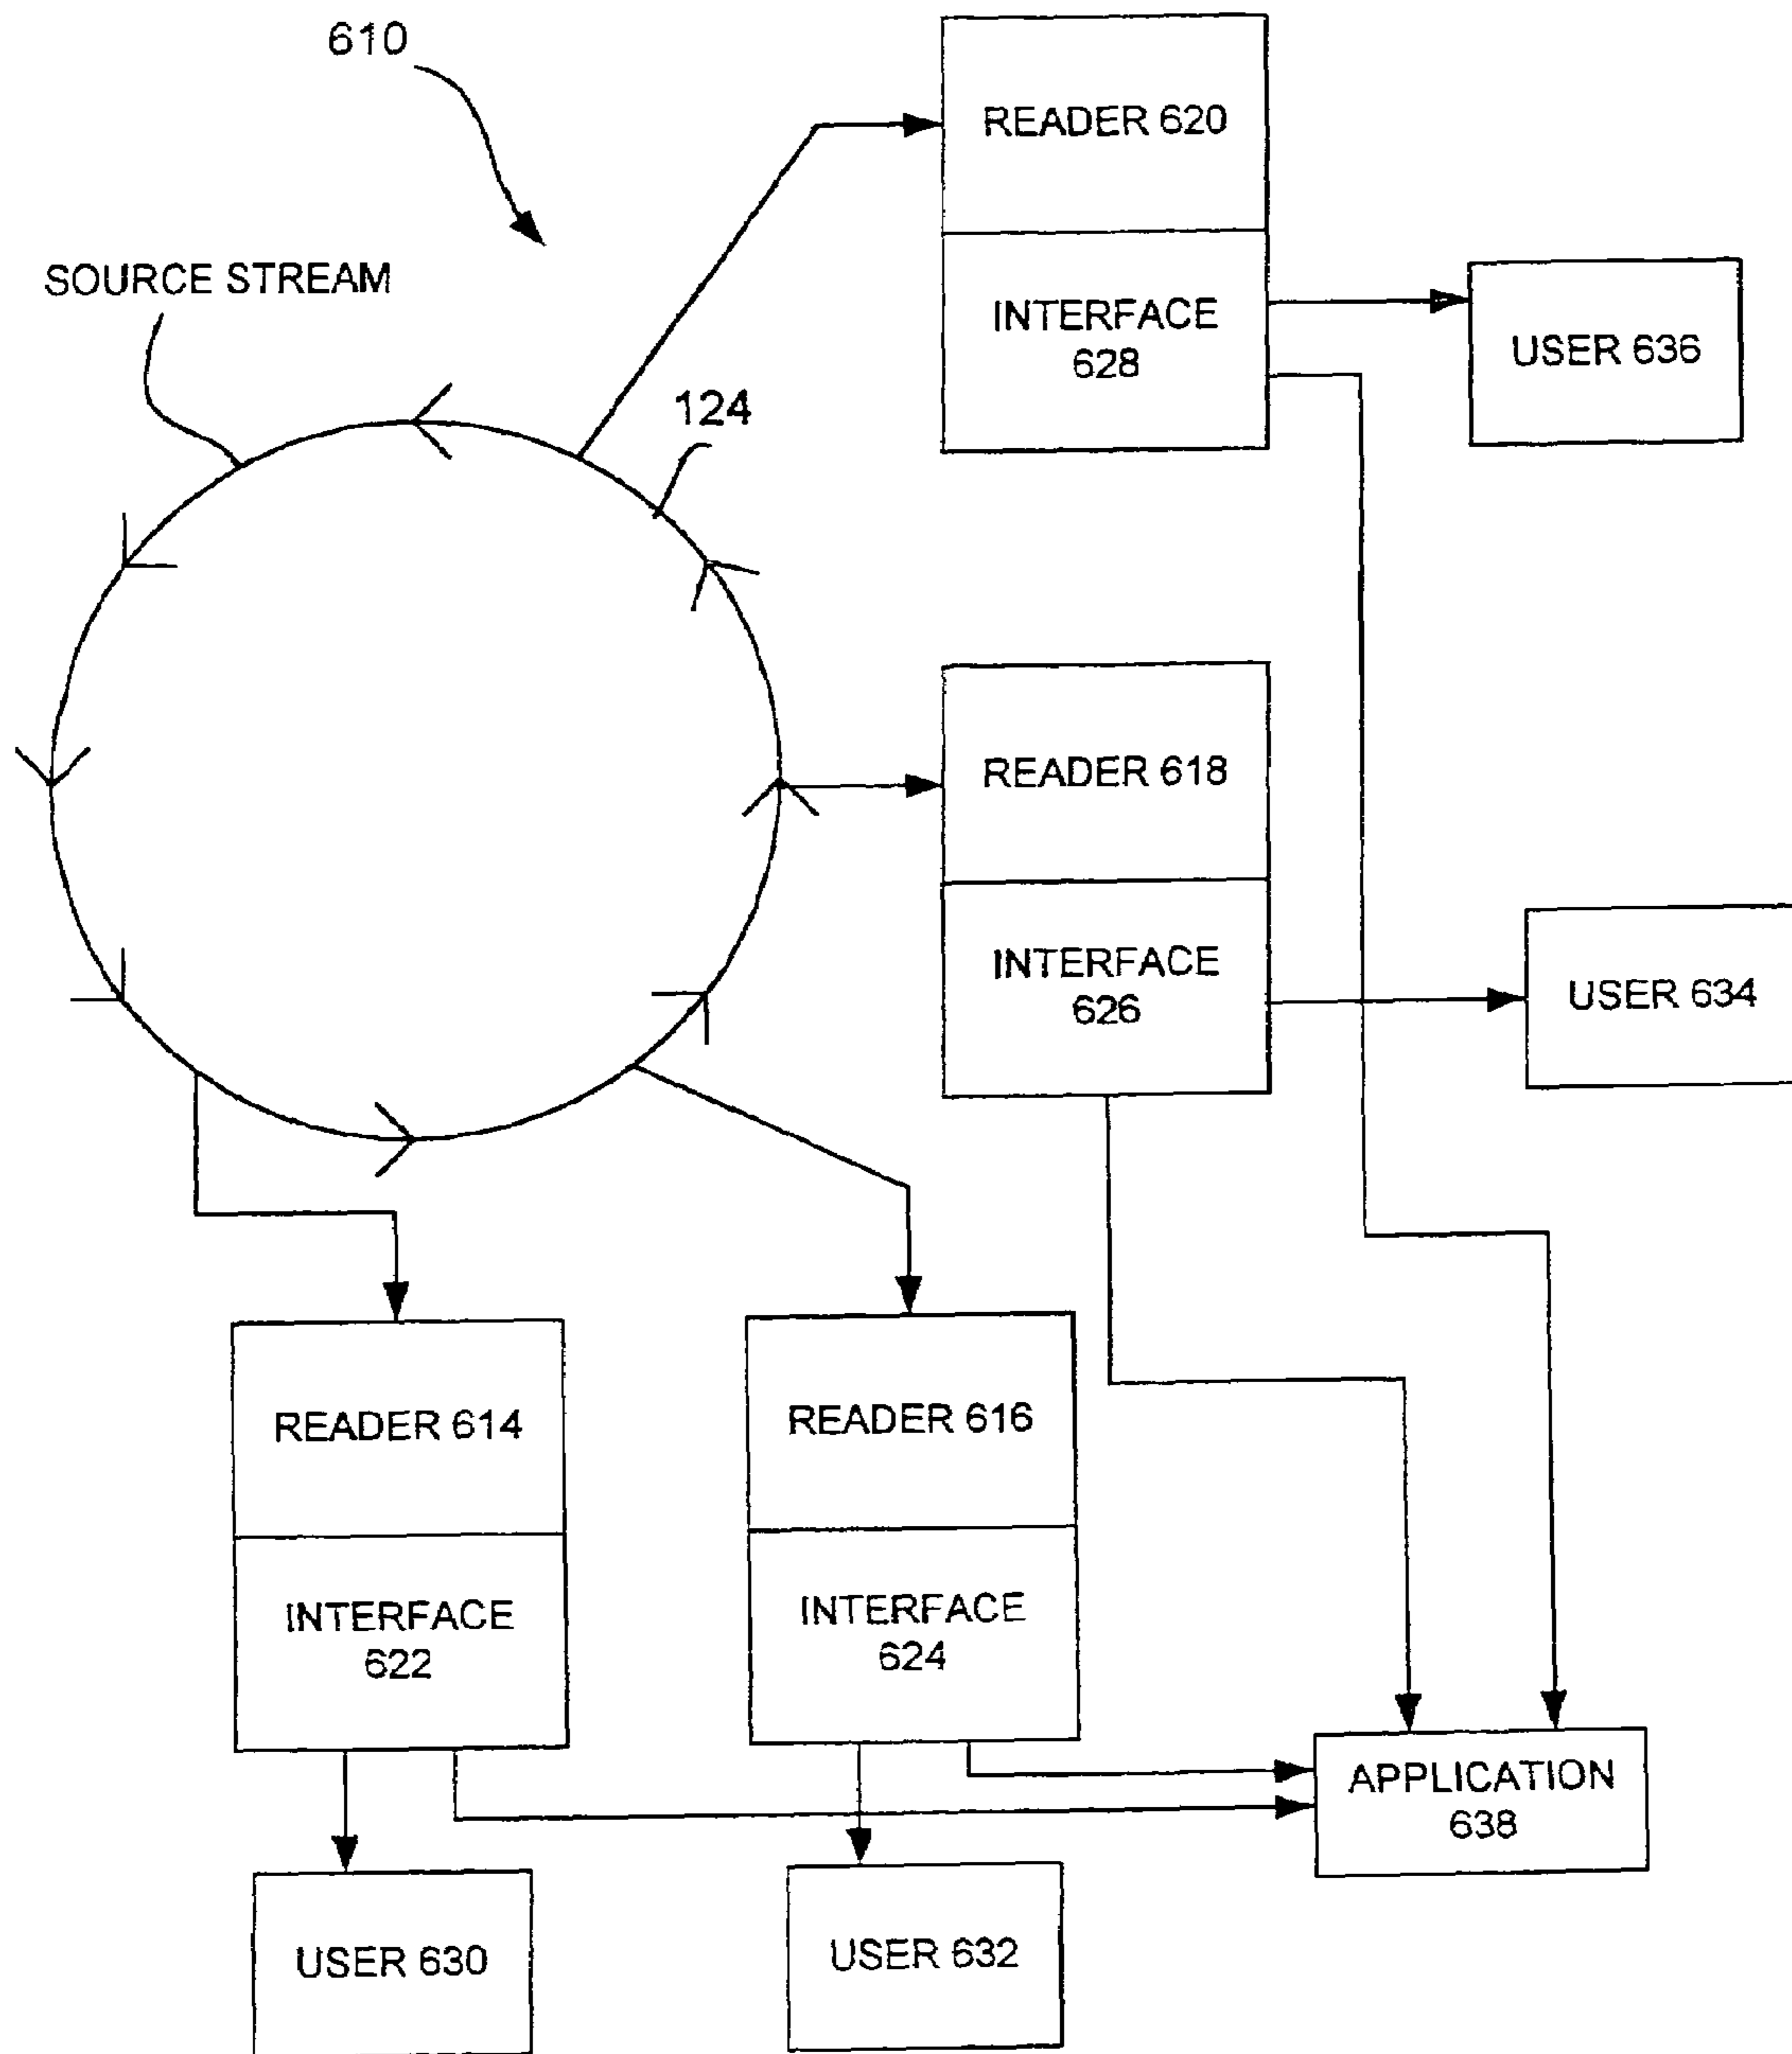 610
READER 620
SOURCE STREAM
INTERFACE
628
USER 636
124
READER 618
INTERFACE
626
USER 634
READER 614
READER 616
INTERFACE
622
INTERFACE
624
APPLICATION
638
USER 630
USER 632